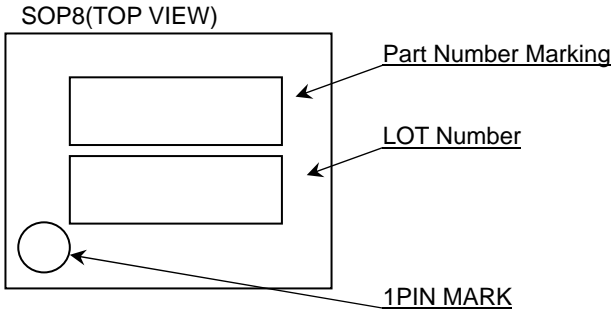 SOP8(TOP VIEW)
Part Number Marking
LOT Number
1PIN MARK